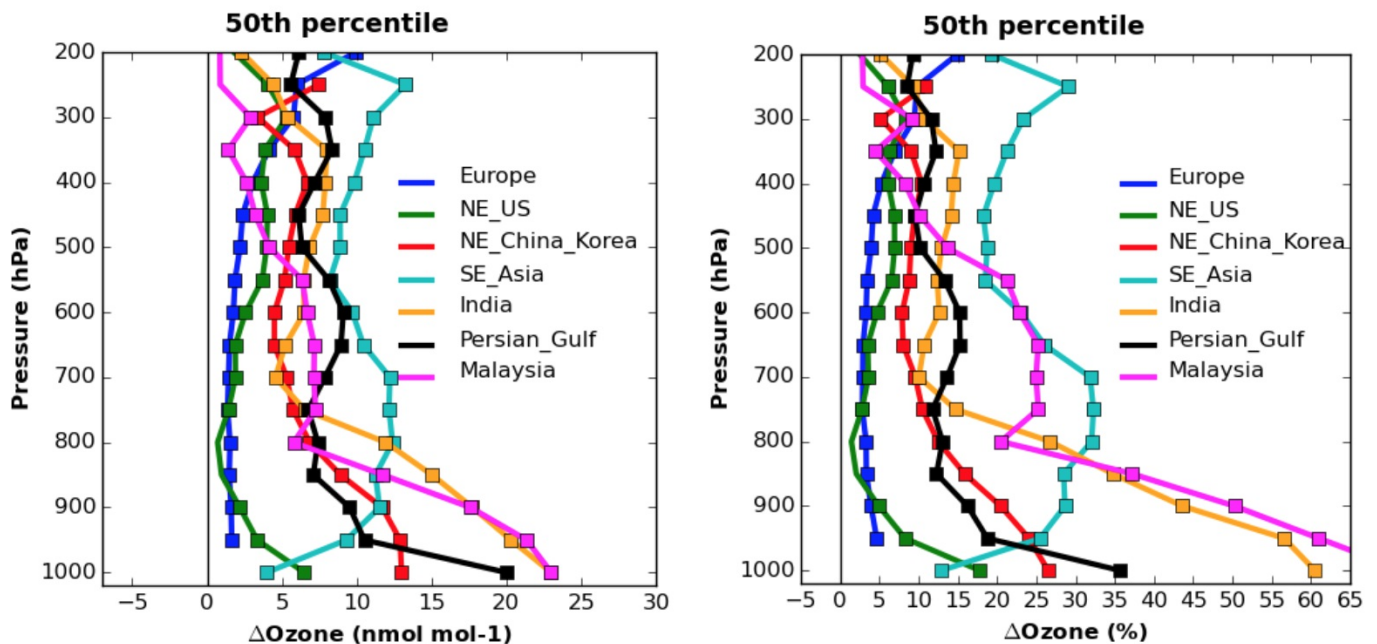 50th percentile
200
300
400
500
600
700
800
900
1000
Pressure (hPa)
−5 0 5 10 15 20 25 30
ΔOzone (nmol mol-1)
Europe
NE_US
NE_China_Korea
SE_Asia
India
Persian_Gulf
Malaysia
50th percentile
200
300
400
500
600
700
800
900
1000
Pressure (hPa)
−5 0 5 10 15 20 25 30 35 40 45 50 55 60 65
ΔOzone (%)
Europe
NE_US
NE_China_Korea
SE_Asia
India
Persian_Gulf
Malaysia